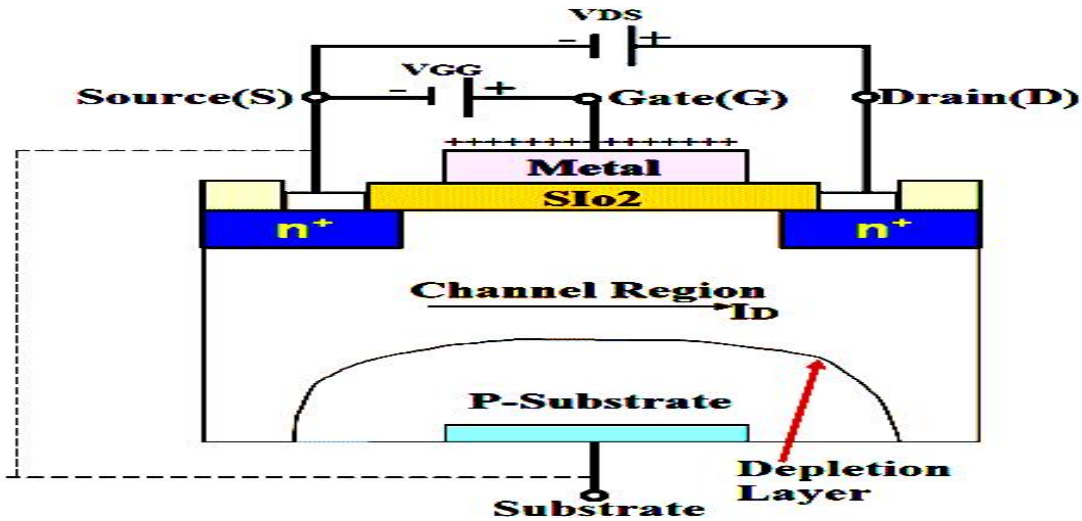 VDS
- +
VGG
Source(S) - + Gate(G) Drain(D)
+++++++++++++++++
Metal
SIo2
n+ n+
Channel Region
ID
P-Substrate
Depletion
Layer
Substrate